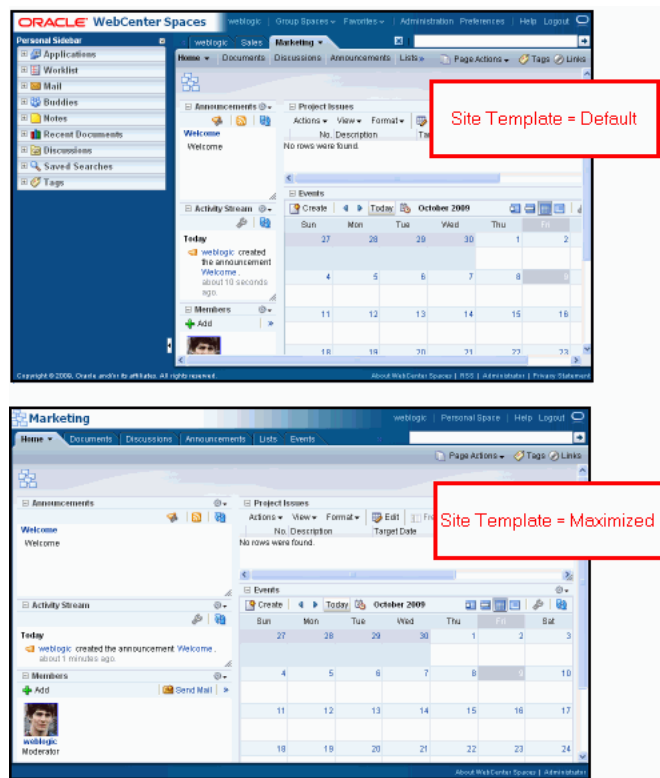 ORACLE WebCenter Spaces weblogic | Group Spaces Favorites | Administration Preferences | Help Logout
Personal Sidebar
weblogic Sales Marketing
Applications
Worklist
Mail
Buddies
Notes
Recent Documents
Discussions
Saved Searches
Tags
Home Documents Discussions Announcements Lists » Page Actions Tags Links
Announcements
Welcome
Welcome
Project Issues
Actions View Format
No. Description
No rows were found.
Site Template = Default
Activity Stream
Today
weblogic created
the announcement
Welcome.
about 10 seconds
ago.
Members
Add »
Events
Create Today October 2009
Sun Mon Tue Wed Thu Fri
27 28 29 30 1 2
4 5 6 7 8 9
11 12 13 14 15 16
18 19 20 21 22 23
Copyright © 2009, Oracle and/or its affiliates. All rights reserved.
About WebCenter Spaces | RSS | Administrator | Privacy Statement
Marketing weblogic | Personal Space | Help Logout
Home Documents Discussions Announcements Lists Events
Page Actions Tags Links
Announcements
Welcome
Welcome
Project Issues
Actions View Format Edit
No. Description Target Date
No rows were found.
Site Template = Maximized
Activity Stream
Today
weblogic created the announcement Welcome.
about 1 minutes ago.
Members
Add Send Mail »
weblogic
Moderator
Events
Create Today October 2009
Sun Mon Tue Wed Thu Fri Sat
27 28 29 30 1 2 3
4 5 6 7 8 9 10
11 12 13 14 15 16 17
18 19 20 21 22 23 24
About WebCenter Spaces | Administrator